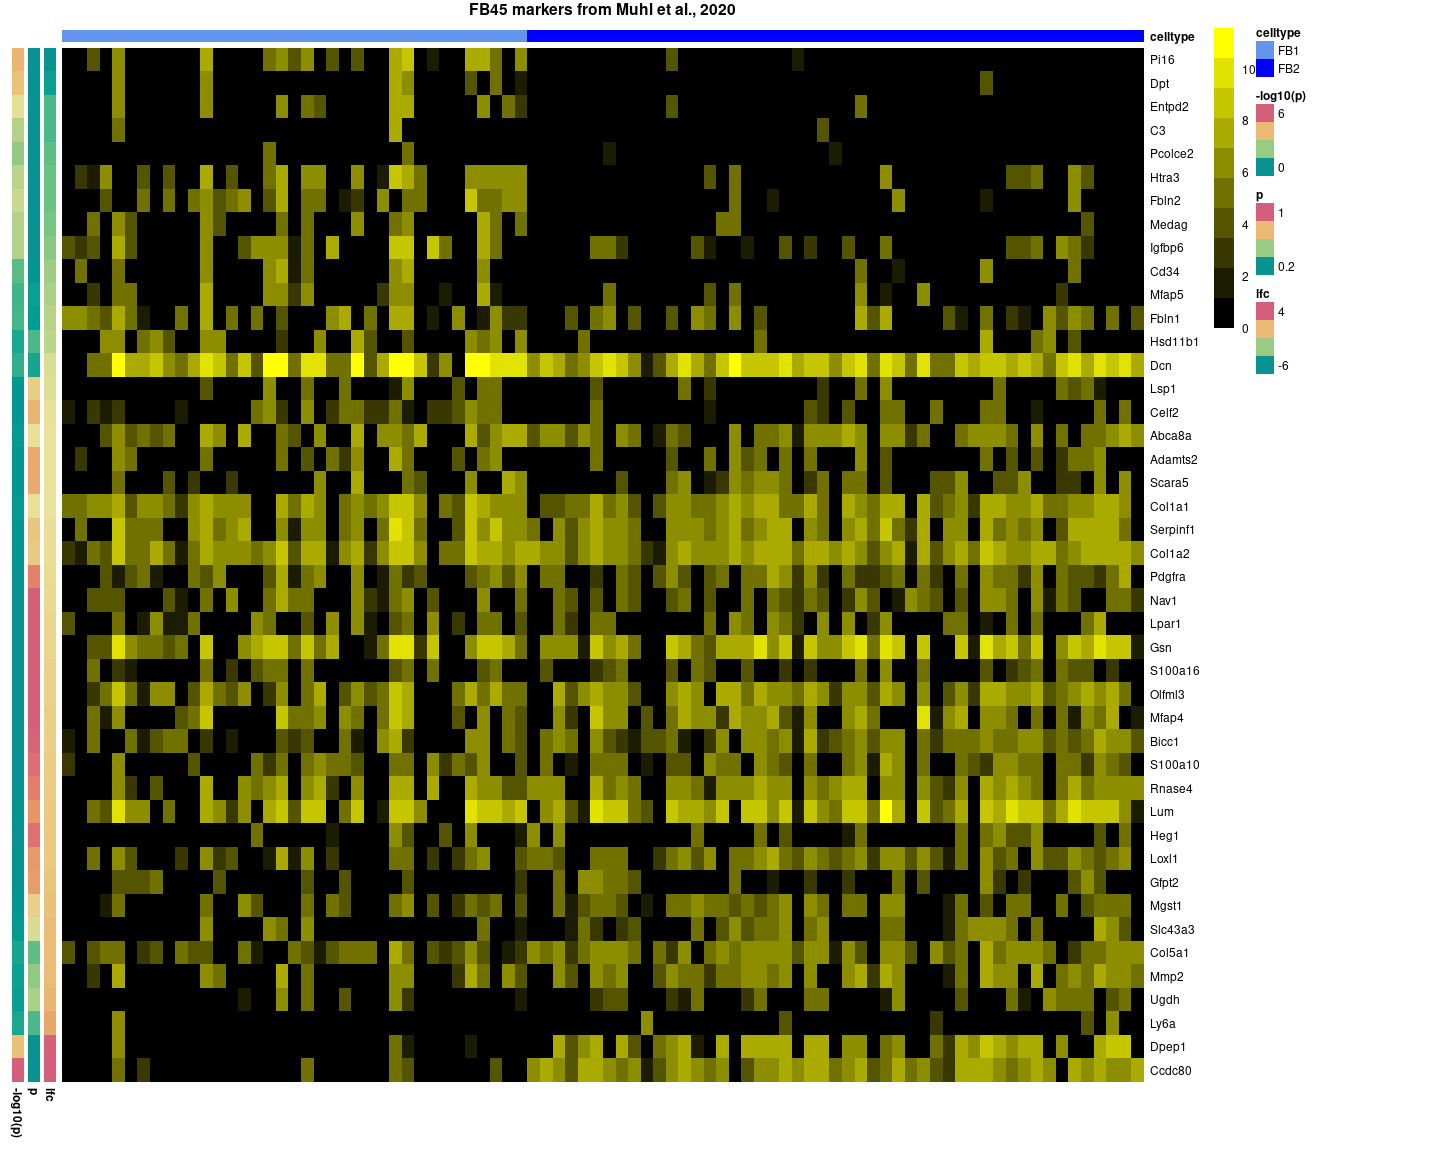 FB45 markers from Muhl et al., 2020
celltype
Pi16
Dpt
Entpd2
C3
Pcolce2
Htra3
Fbln2
Medag
Igfbp6
Cd34
Mfap5
Fbln1
Hsd11b1
Dcn
Lsp1
Celf2
Abca8a
Adamts2
Scara5
Col1a1
Serpinf1
Col1a2
Pdgfra
Nav1
Lpar1
Gsn
S100a16
Olfml3
Mfap4
Bicc1
S100a10
Rnase4
Lum
Heg1
Loxl1
Gfpt2
Mgst1
Slc43a3
Col5a1
Mmp2
Ugdh
Ly6a
Dpep1
Ccdc80
-log10(p)
p
lfc
10
8
6
4
2
0
celltype
FB1
FB2
-log10(p)
6
0
p
1
0.2
lfc
4
-6